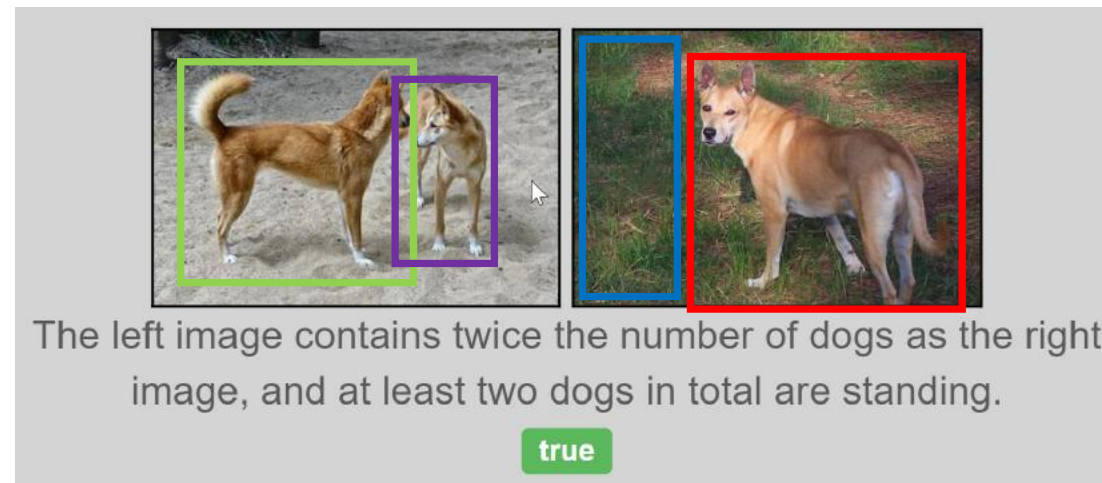 The left image contains twice the number of dogs as the right
image, and at least two dogs in total are standing.
true